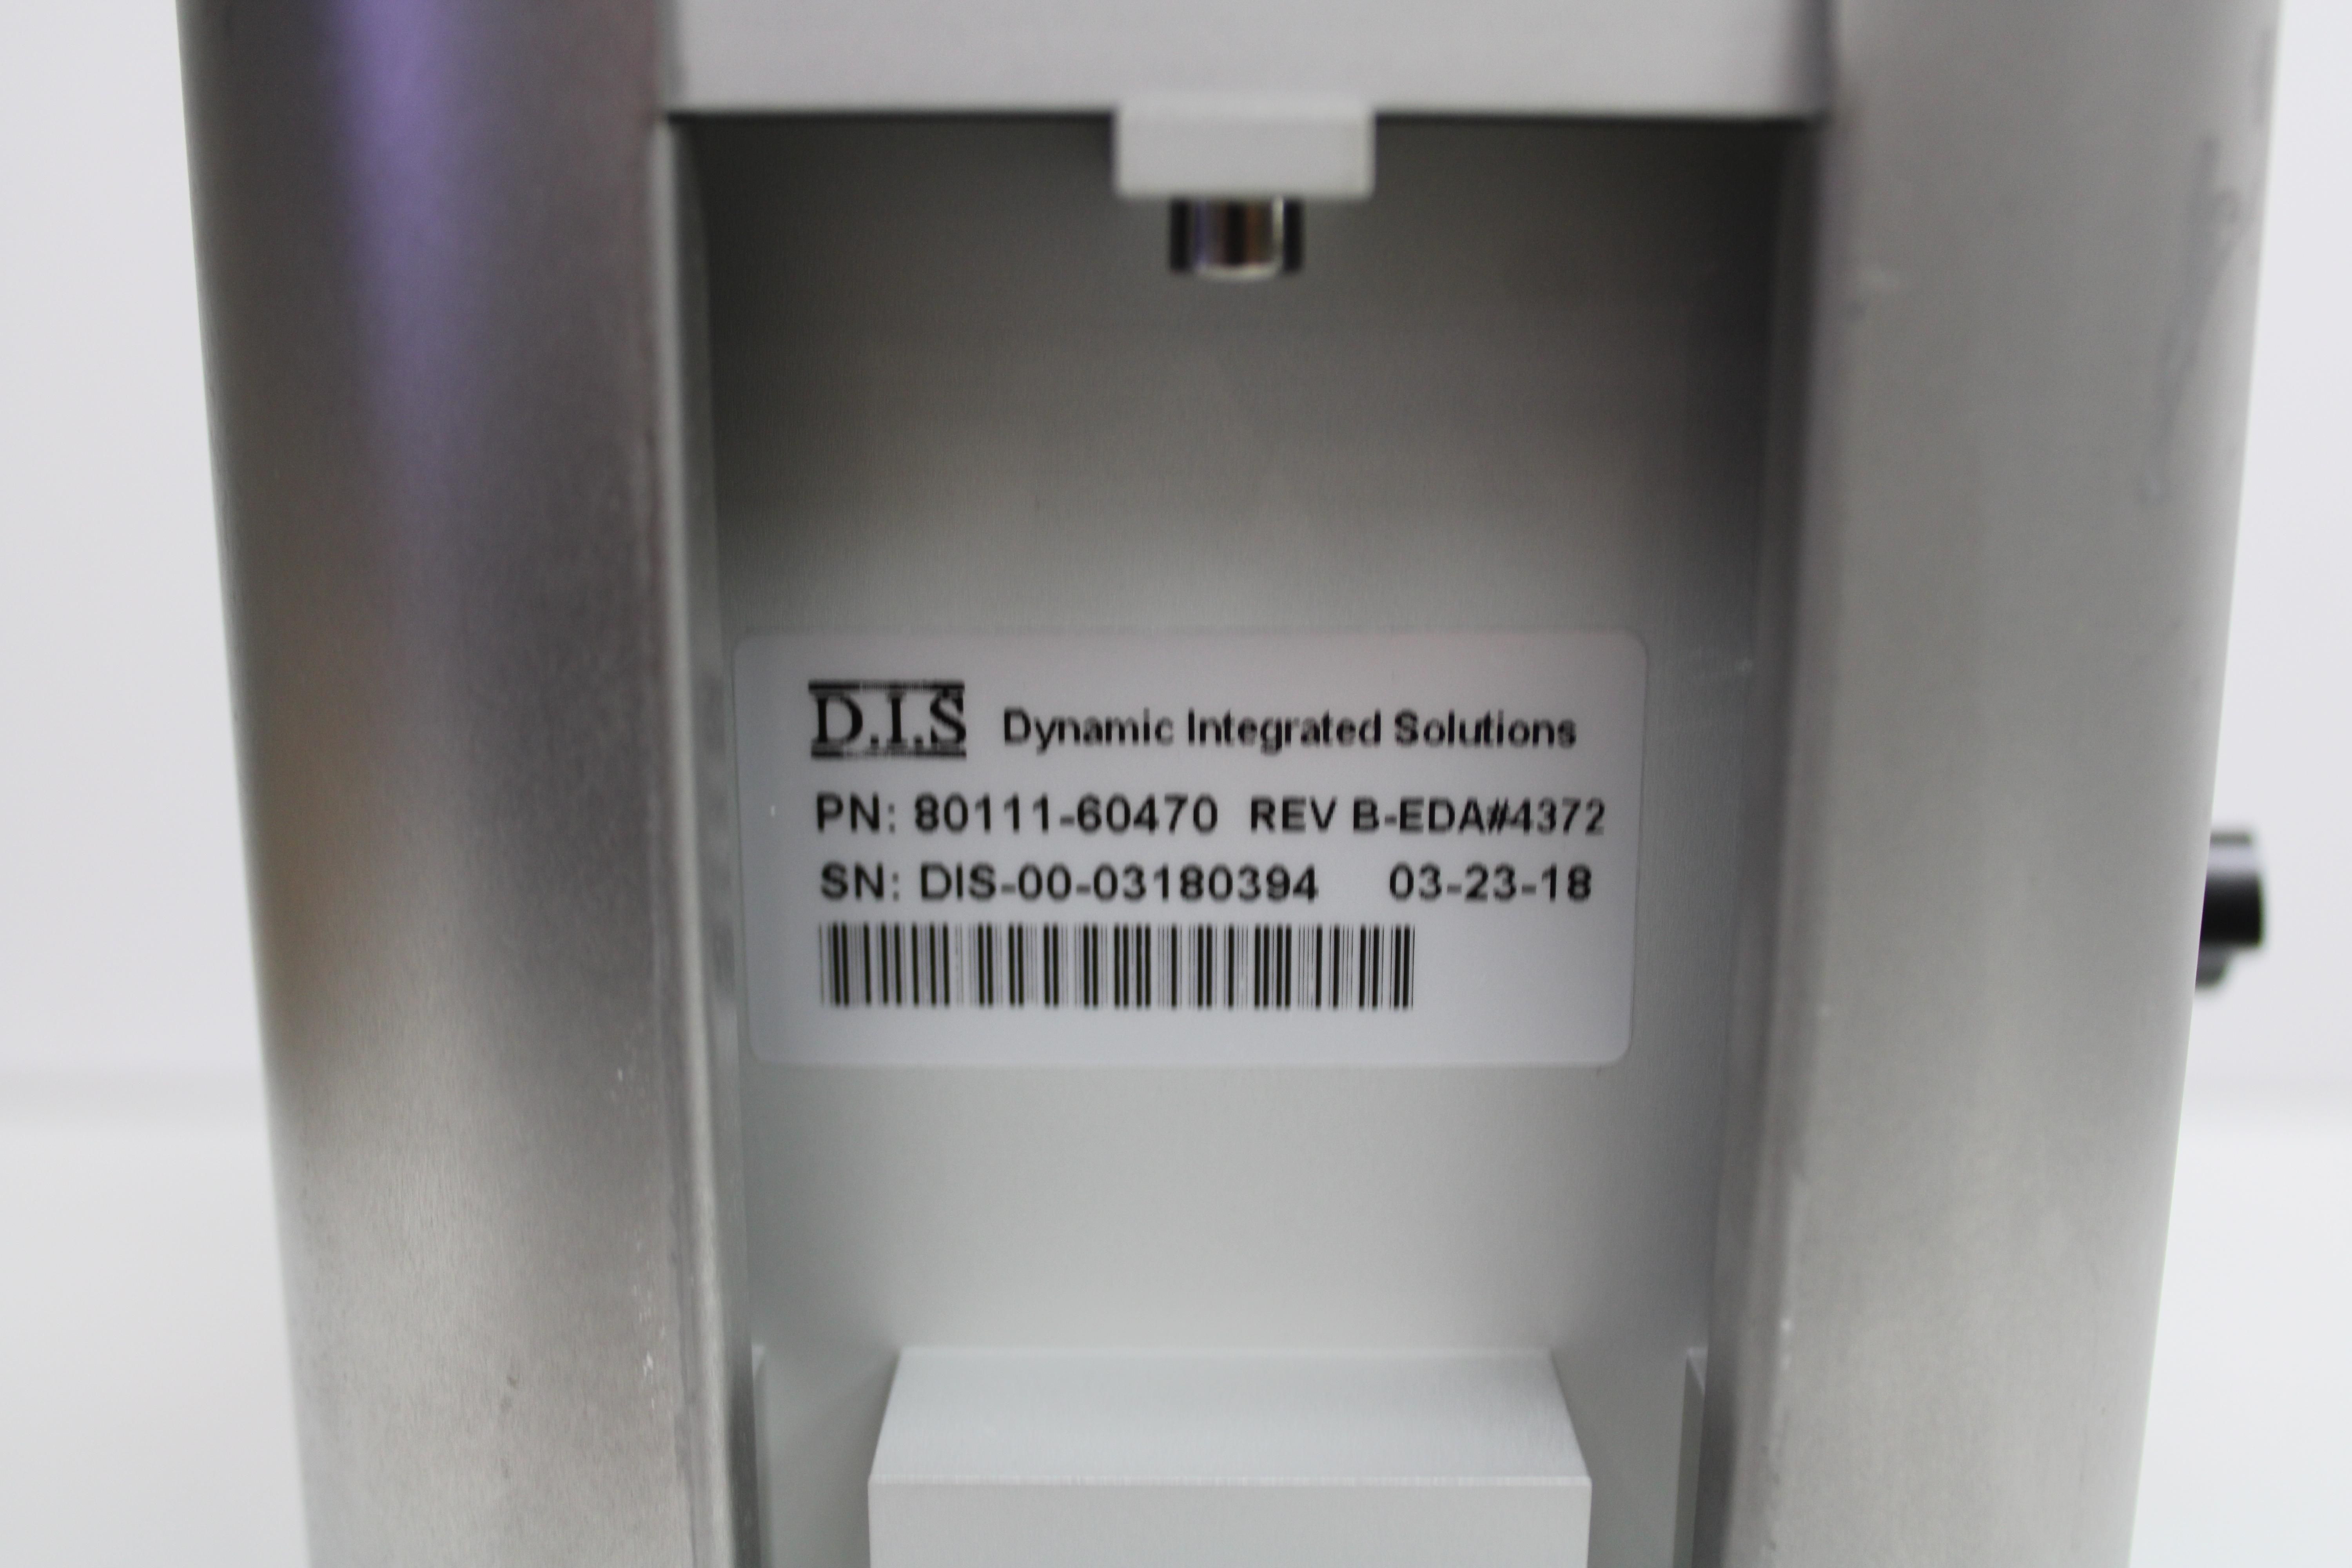 D.I.S Dynamic Integrated Solutions
PN: 80111-60470 REV B-EDA#4372
SN: DIS-00-03180394 03-23-18